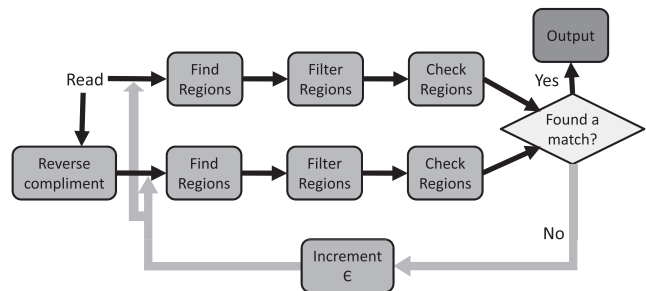 Output
Read
Find
Regions
Filter
Regions
Check
Regions
Yes
Found a
match?
Reverse
compliment
Find
Regions
Filter
Regions
Check
Regions
No
Increment
Є